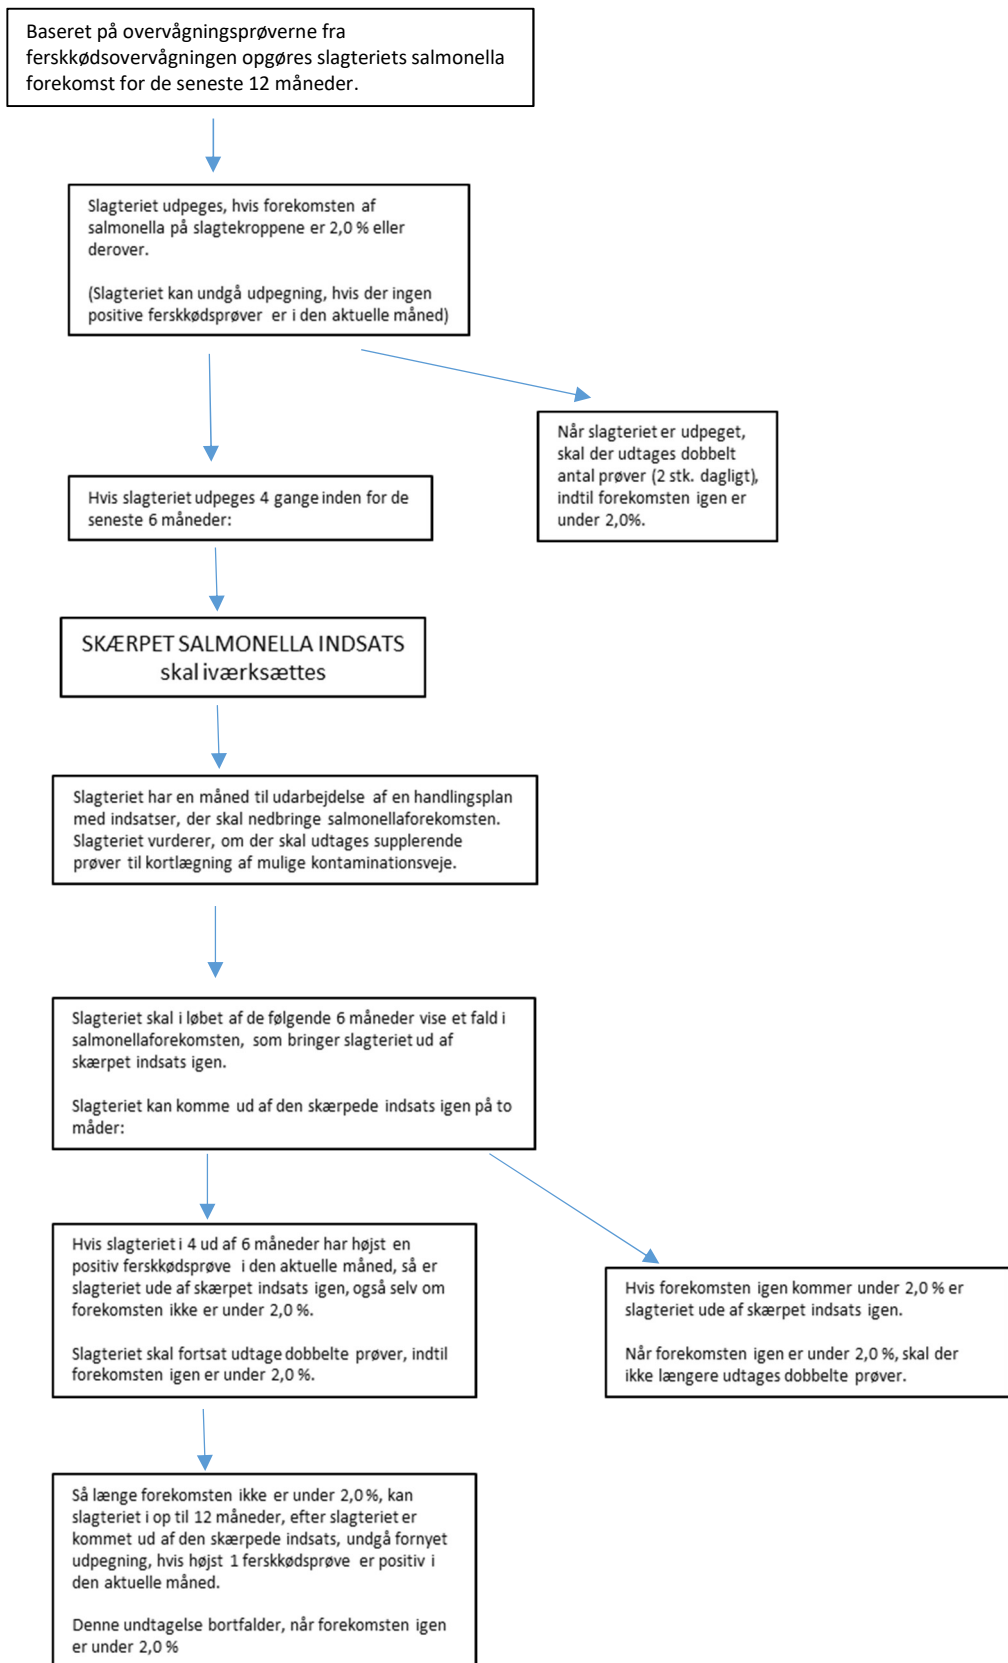 Baseret på overvågningsprøverne fra
ferskkødsovervågningen opgøres slagteriets salmonella
forekomst for de seneste 12 måneder.
Slagteriet udpeges, hvis forekomsten af
salmonella på slagtekroppene er 2,0 % eller
derover.
(Slagteriet kan undgå udpegning, hvis der ingen
positive ferskkødsprøver er i den aktuelle måned)
Når slagteriet er udpeget,
skal der udtages dobbelt
antal prøver (2 stk. dagligt),
indtil forekomsten igen er
under 2,0%.
Hvis slagteriet udpeges 4 gange inden for de
seneste 6 måneder:
SKÆRPET SALMONELLA INDSATS
skal iværksættes
Slagteriet har en måned til udarbejdelse af en handlingsplan
med indsatser, der skal nedbringe salmonellaforekomsten.
Slagteriet vurderer, om der skal udtages supplerende
prøver til kortlægning af mulige kontaminationsveje.
Slagteriet skal i løbet af de følgende 6 måneder vise et fald i
salmonellaforekomsten, som bringer slagteriet ud af
skærpet indsats igen.
Slagteriet kan komme ud af den skærpede indsats igen på to
måder:
Hvis slagteriet i 4 ud af 6 måneder har højst en
positiv ferskkødsprøve i den aktuelle måned, så er
slagteriet ude af skærpet indsats igen, også selv om
forekomsten ikke er under 2,0 %.
Slagteriet skal fortsat udtage dobbelte prøver, indtil
forekomsten igen er under 2,0 %.
Hvis forekomsten igen kommer under 2,0 % er
slagteriet ude af skærpet indsats igen.
Når forekomsten igen er under 2,0 %, skal der
ikke længere udtages dobbelte prøver.
Så længe forekomsten ikke er under 2,0 %, kan
slagteriet i op til 12 måneder, efter slagteriet er
kommet ud af den skærpede indsats, undgå fornyet
udpegning, hvis højst 1 ferskkødsprøve er positiv i
den aktuelle måned.
Denne undtagelse bortfalder, når forekomsten igen
er under 2,0 %